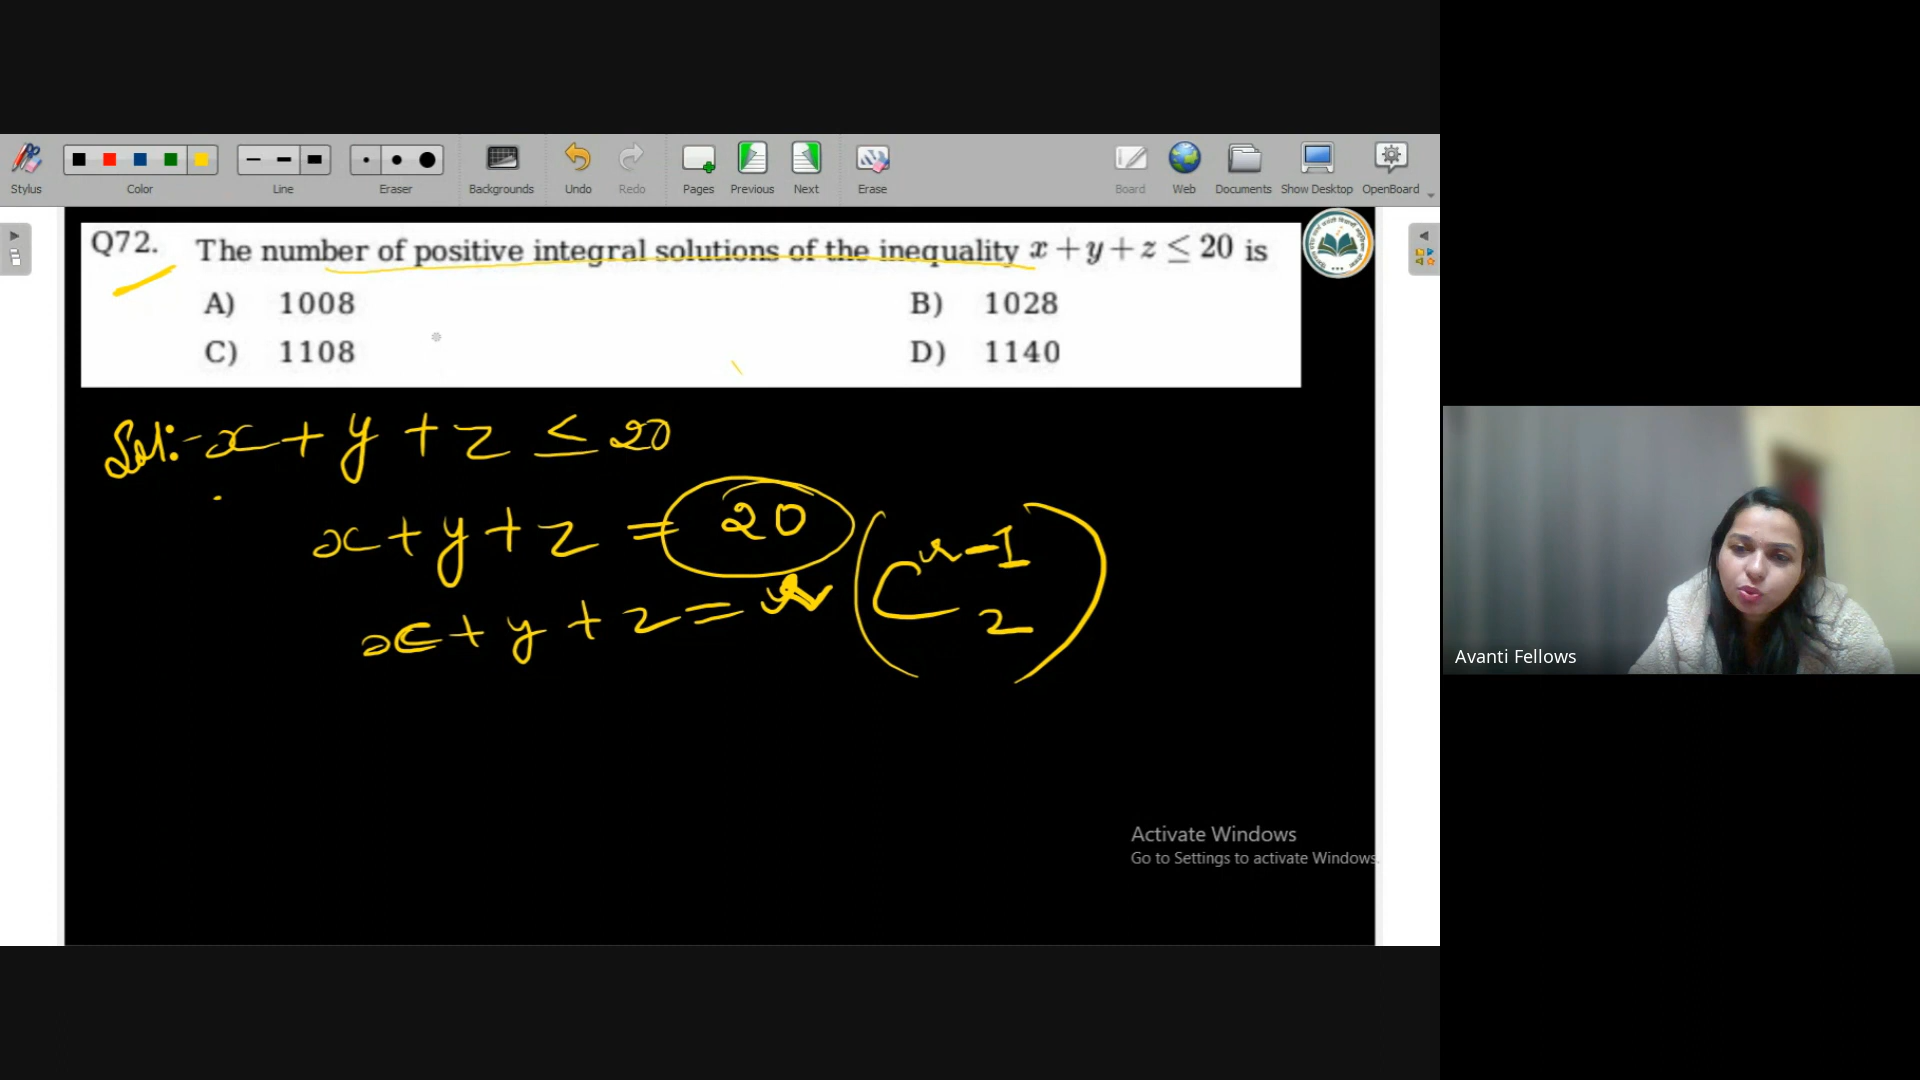 Stylus Color Line Eraser Backgrounds Undo Redo Pages Previous Next Erase Board Web Documents Show Desktop OpenBoard
Q72. The number of positive integral solutions of the inequality x + y + z ≤ 20 is
A) 1008 B) 1028
C) 1108 D) 1140
Sol:- x + y + z ≤ 20
x + y + z = 20
x + y + z = r (C^{r-1}_2)
Avanti Fellows
Activate Windows
Go to Settings to activate Windows.